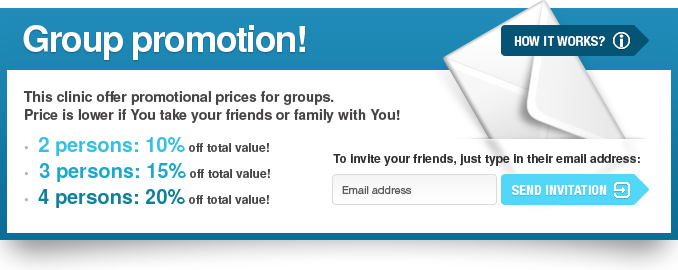 Group promotion!
HOW IT WORKS?
This clinic offer promotional prices for groups.
Price is lower if You take your friends or family with You!
2 persons: 10% off total value!
3 persons: 15% off total value!
4 persons: 20% off total value!
To Invite your friends, just type in their email address:
Email address
SEND INVITATION